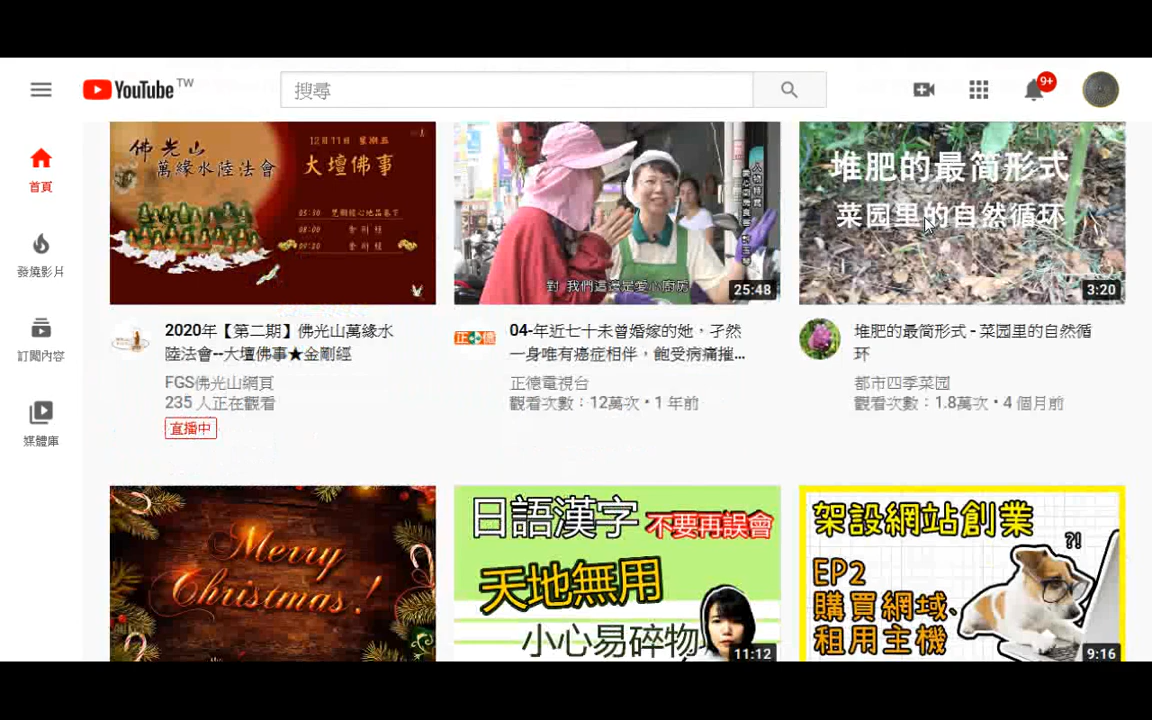 YouTube TW
搜尋
9+
首頁
發燒影片
訂閱內容
媒體庫
佛光山
萬緣水陸法會
12月11日 星期五
大壇佛事
05:30
08:00 金剛經
09:20 金剛經
對 我們這邊是愛心廚房
25:48
堆肥的最简形式
菜园里的自然循环
3:20
2020年【第二期】佛光山萬緣水
陸法會--大壇佛事★金剛經
FGS佛光山網頁
235 人正在觀看
直播中
正德
04-年近七十未曾婚嫁的她，孑然
一身唯有癌症相伴，飽受病痛摧...
正德電視台
觀看次數：12萬次 • 1 年前
堆肥的最简形式 - 菜园里的自然循
环
都市四季菜园
觀看次數：1.8萬次 • 4 個月前
Merry
Christmas!
日語漢字 不要再誤會
天地無用
小心易碎物
11:12
架設網站創業
?!
EP2
購買網域、
租用主機
9:16